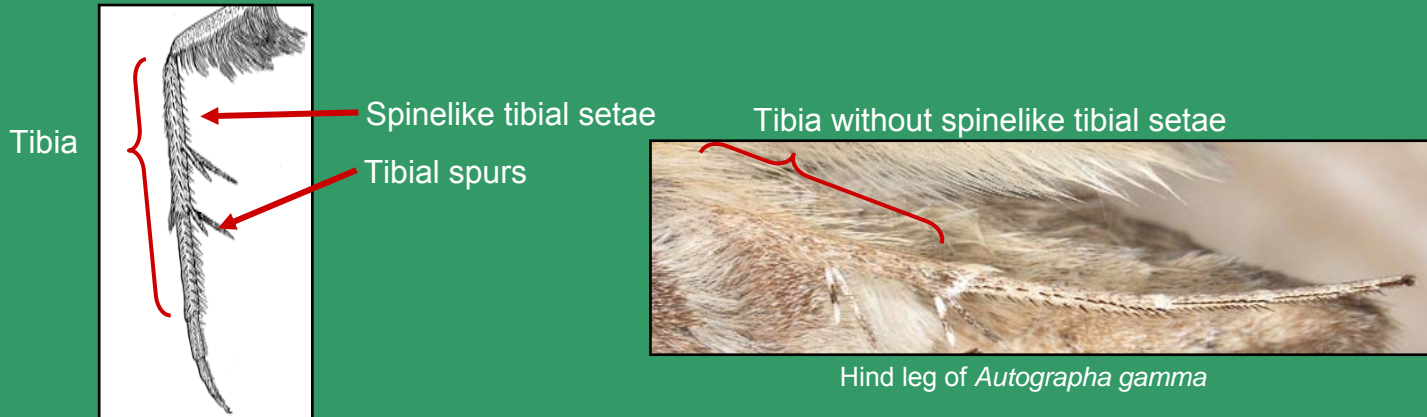 Tibia
Spinelike tibial setae
Tibial spurs
Tibia without spinelike tibial setae
Hind leg of Autographa gamma